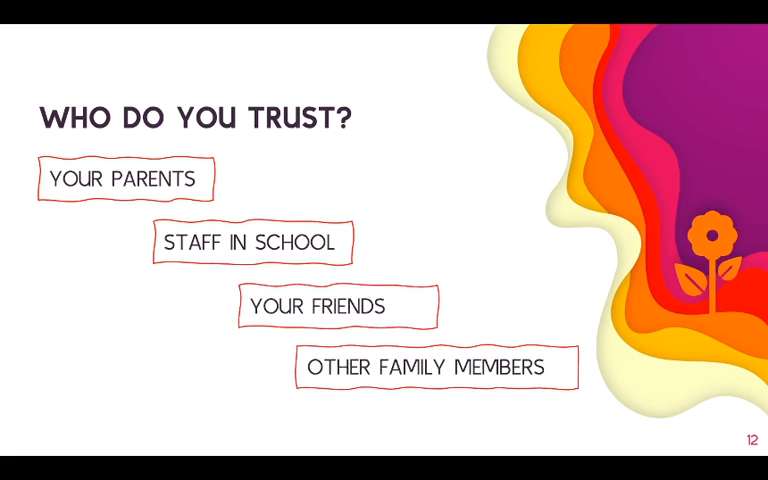 WHO DO YOU TRUST?
YOUR PARENTS
STAFF IN SCHOOL
YOUR FRIENDS
OTHER FAMILY MEMBERS
12